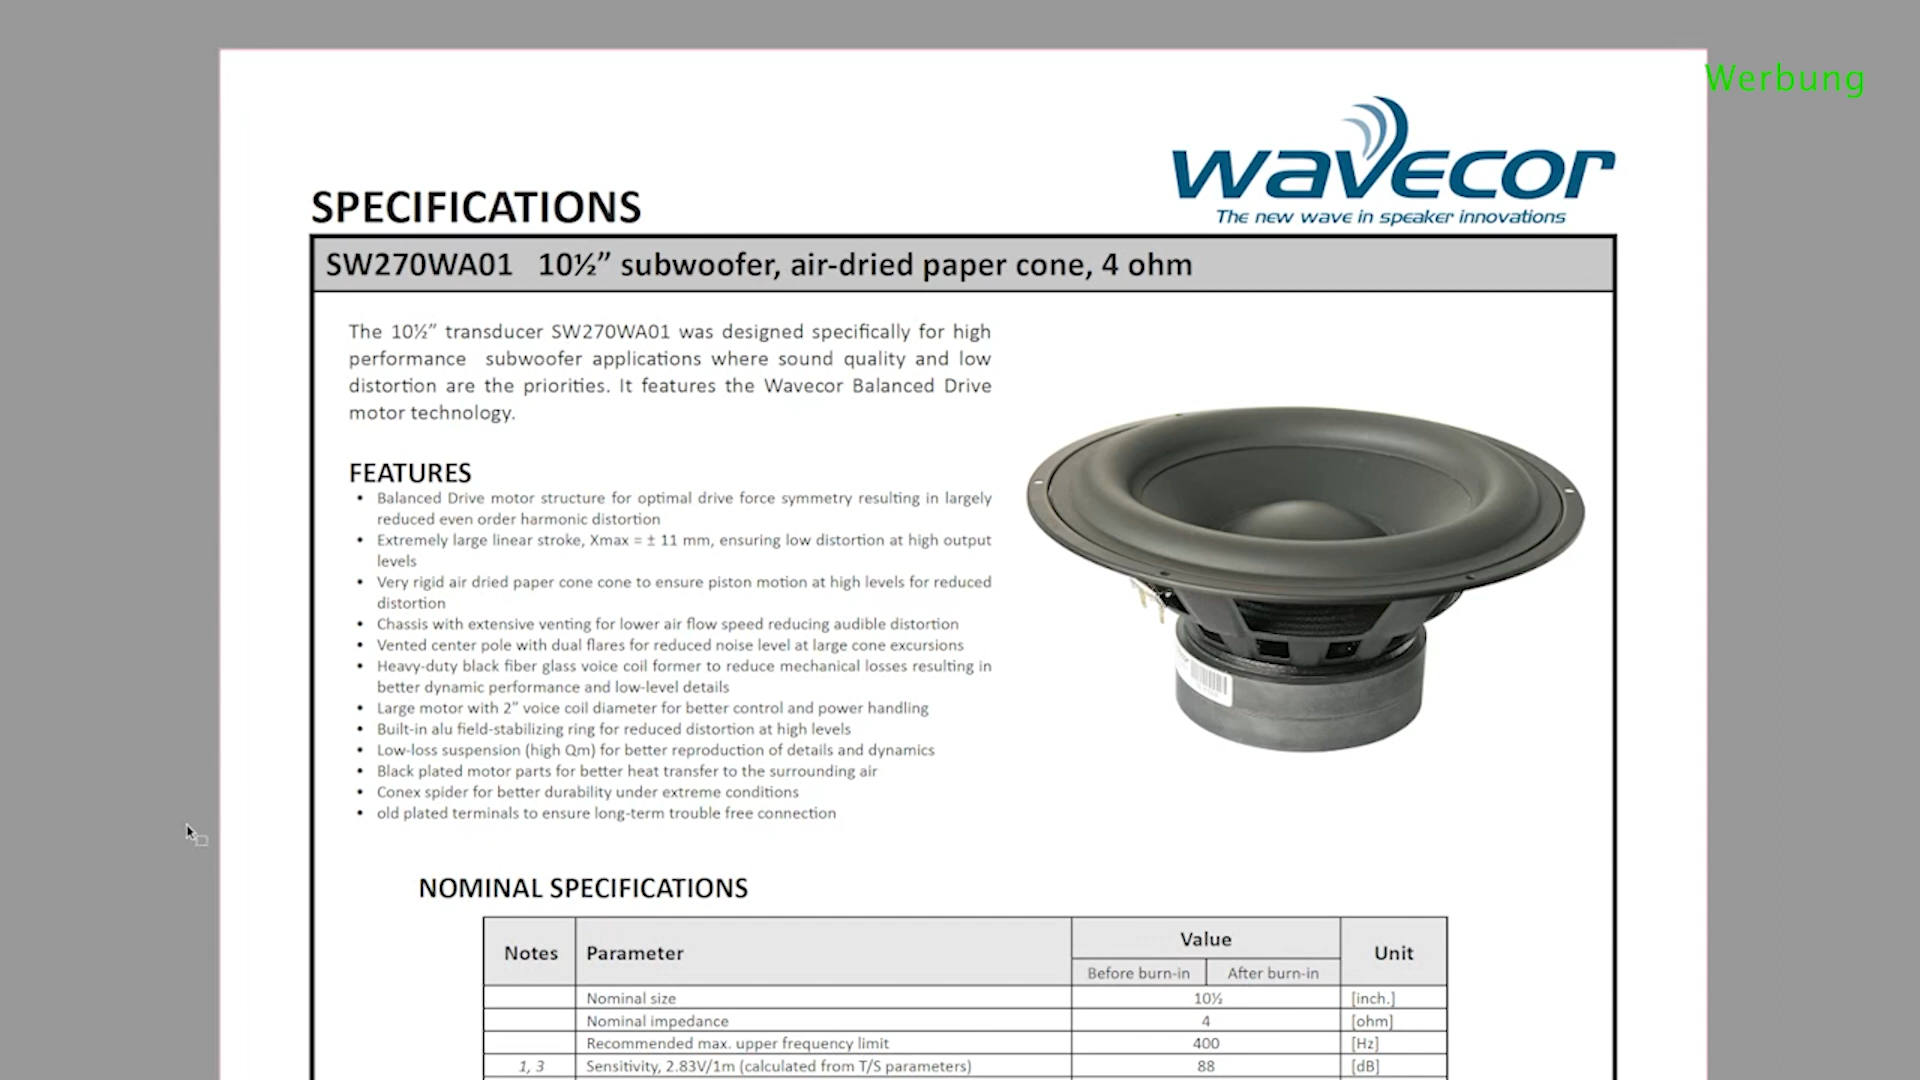 Werbung
wavecor
The new wave in speaker innovations
SPECIFICATIONS
SW270WA01 10½” subwoofer, air-dried paper cone, 4 ohm
The 10½” transducer SW270WA01 was designed specifically for high
performance subwoofer applications where sound quality and low
distortion are the priorities. It features the Wavecor Balanced Drive
motor technology.
FEATURES
• Balanced Drive motor structure for optimal drive force symmetry resulting in largely
reduced even order harmonic distortion
• Extremely large linear stroke, Xmax = ± 11 mm, ensuring low distortion at high output
levels
• Very rigid air dried paper cone cone to ensure piston motion at high levels for reduced
distortion
• Chassis with extensive venting for lower air flow speed reducing audible distortion
• Vented center pole with dual flares for reduced noise level at large cone excursions
• Heavy-duty black fiber glass voice coil former to reduce mechanical losses resulting in
better dynamic performance and low-level details
• Large motor with 2” voice coil diameter for better control and power handling
• Built-in alu field-stabilizing ring for reduced distortion at high levels
• Low-loss suspension (high Qm) for better reproduction of details and dynamics
• Black plated motor parts for better heat transfer to the surrounding air
• Conex spider for better durability under extreme conditions
• old plated terminals to ensure long-term trouble free connection
NOMINAL SPECIFICATIONS
Notes Parameter Value Unit
Before burn-in After burn-in
Nominal size 10½ [inch.]
Nominal impedance 4 [ohm]
Recommended max. upper frequency limit 400 [Hz]
1, 3 Sensitivity, 2.83V/1m (calculated from T/S parameters) 88 [dB]